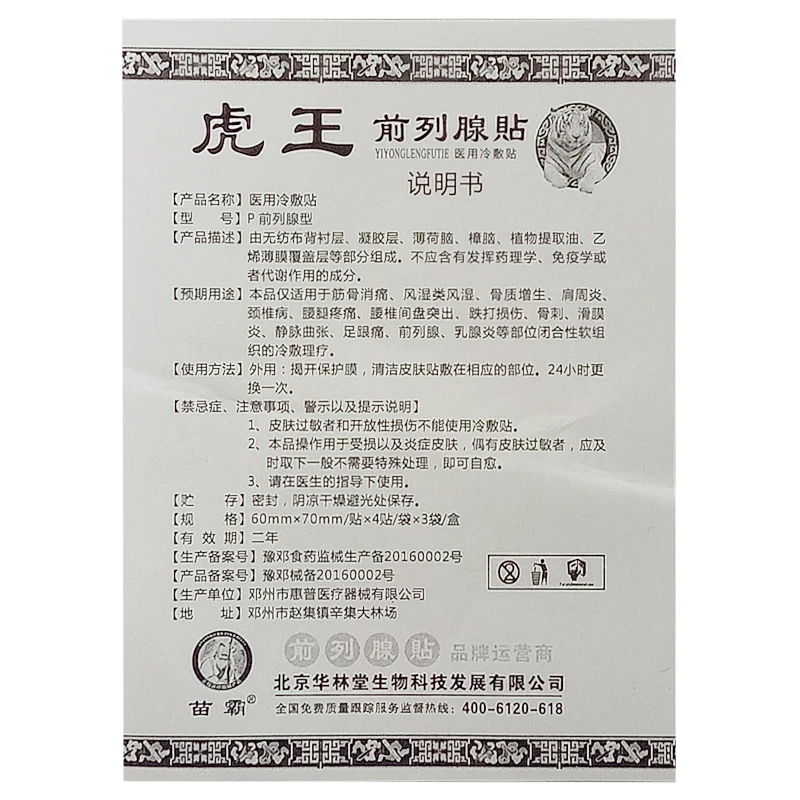 虎王 前列腺貼
YIYONGLENGFUTIE 医用冷敷贴
说明书
【产品名称】医用冷敷贴
【型 号】P 前列腺型
【产品描述】由无纺布背衬层、凝胶层、薄荷脑、樟脑、植物提取油、乙
烯薄膜覆盖层等部分组成。不应含有发挥药理学、免疫学或
者代谢作用的成分。
【预期用途】本品仅适用于筋骨消痛、风湿类风湿、骨质增生、肩周炎、
颈椎病、腰腿疼痛、腰椎间盘突出、跌打损伤、骨刺、滑膜
炎、静脉曲张、足跟痛、前列腺、乳腺炎等部位闭合性软组
织的冷敷理疗。
【使用方法】外用：揭开保护膜，清洁皮肤贴敷在相应的部位。24小时更
换一次。
【禁忌症、注意事项、警示以及提示说明】
1、皮肤过敏者和开放性损伤不能使用冷敷贴。
2、本品操作用于受损以及炎症皮肤，偶有皮肤过敏者，应及
时取下一般不需要特殊处理，即可自愈。
3、请在医生的指导下使用。
【贮 存】密封，阴凉干燥避光处保存。
【规 格】60mm×70mm/贴×4贴/袋×3袋/盒
【有 效 期】二年
【生产备案号】豫邓食药监械生产备20160002号
【产品备案号】豫邓械备20160002号
【生产单位】邓州市惠普医疗器械有限公司
【地 址】邓州市赵集镇辛集大林场
前列腺貼 品牌运营商
北京华林堂生物科技发展有限公司
苗霸®
全国免费质量跟踪服务监督热线：400-6120-618